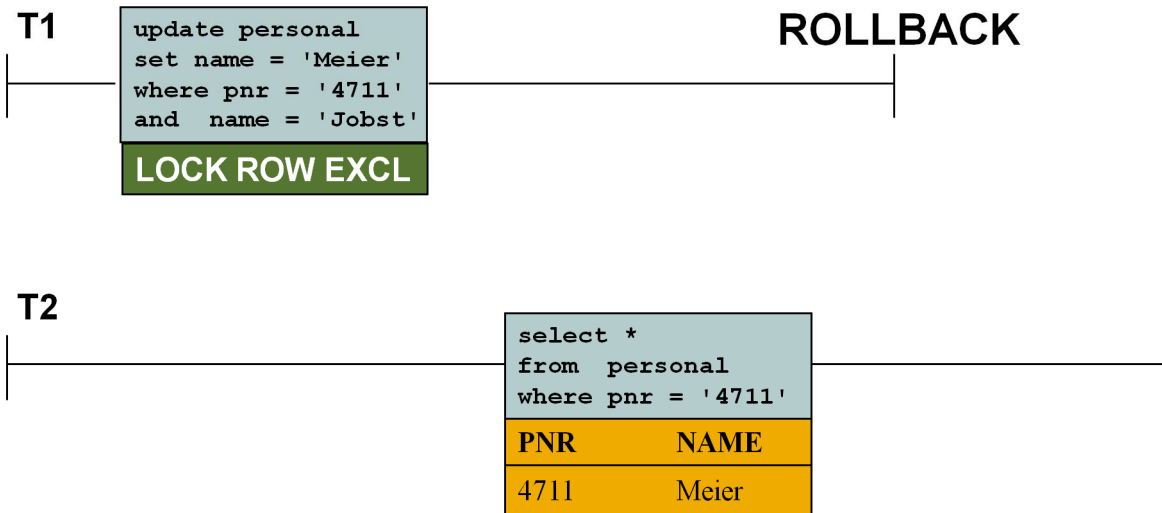 T1
update personal
set name = 'Meier'
where pnr = '4711'
and  name = 'Jobst'
LOCK ROW EXCL
ROLLBACK
T2
select *
from  personal
where pnr = '4711'
PNR NAME
4711 Meier